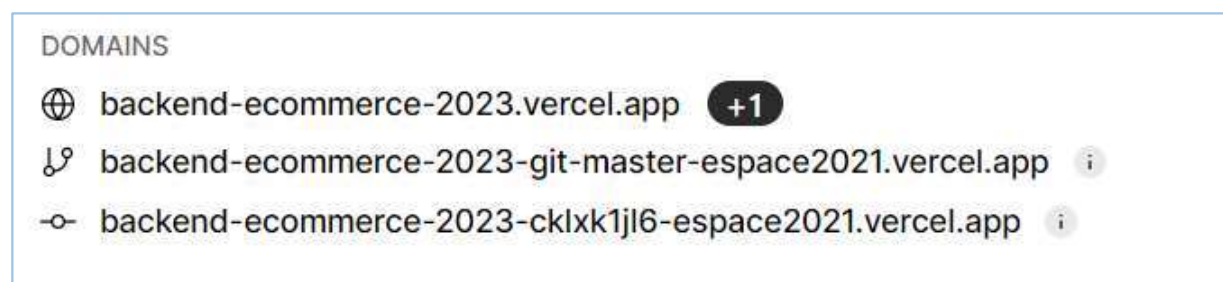 DOMAINS
backend-ecommerce-2023.vercel.app +1
backend-ecommerce-2023-git-master-espace2021.vercel.app i
backend-ecommerce-2023-cklxk1jl6-espace2021.vercel.app i